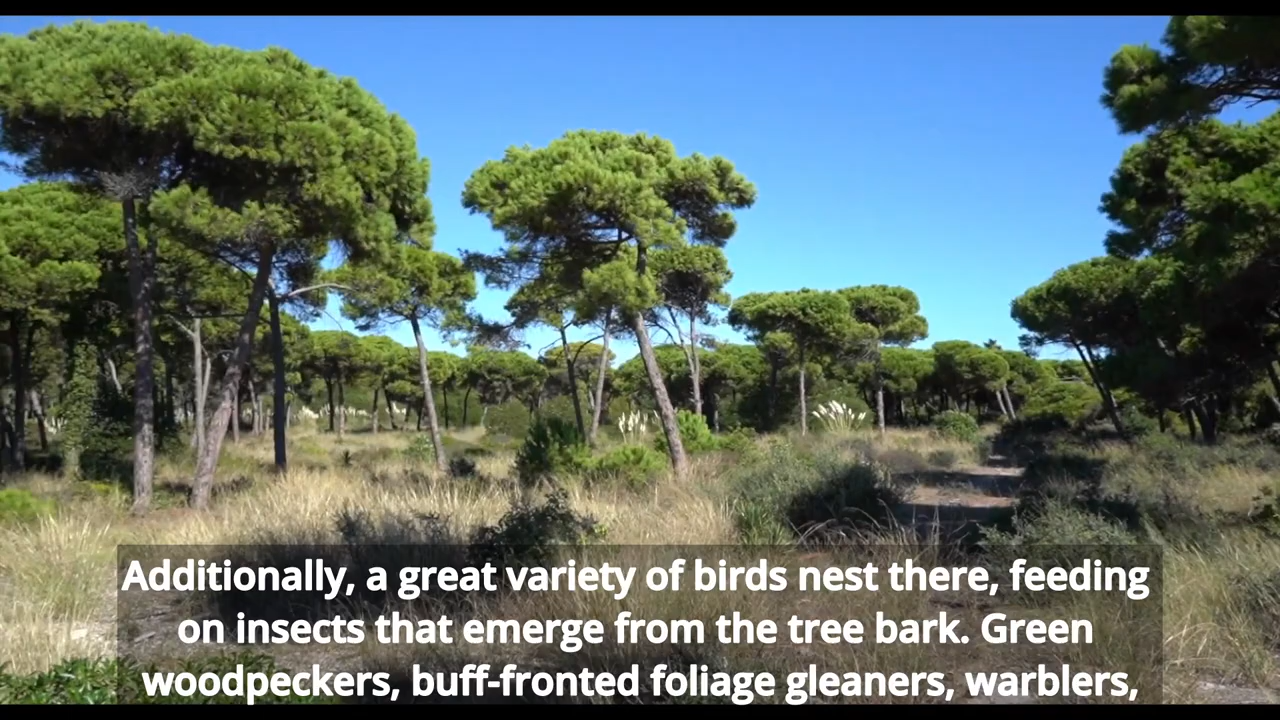 Additionally, a great variety of birds nest there, feeding
on insects that emerge from the tree bark. Green
woodpeckers, buff-fronted foliage gleaners, warblers,